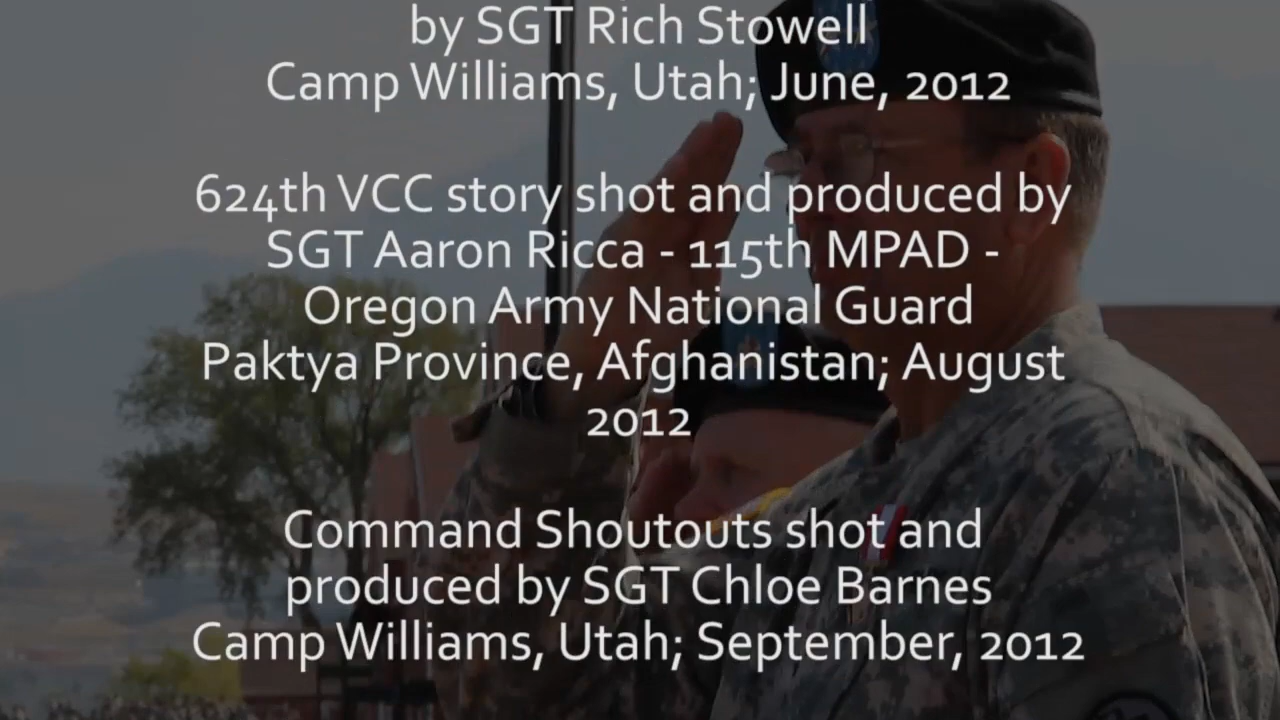 by SGT Rich Stowell
Camp Williams, Utah; June, 2012
624th VCC story shot and produced by
SGT Aaron Ricca - 115th MPAD -
Oregon Army National Guard
Paktya Province, Afghanistan; August
2012
Command Shoutouts shot and
produced by SGT Chloe Barnes
Camp Williams, Utah; September, 2012